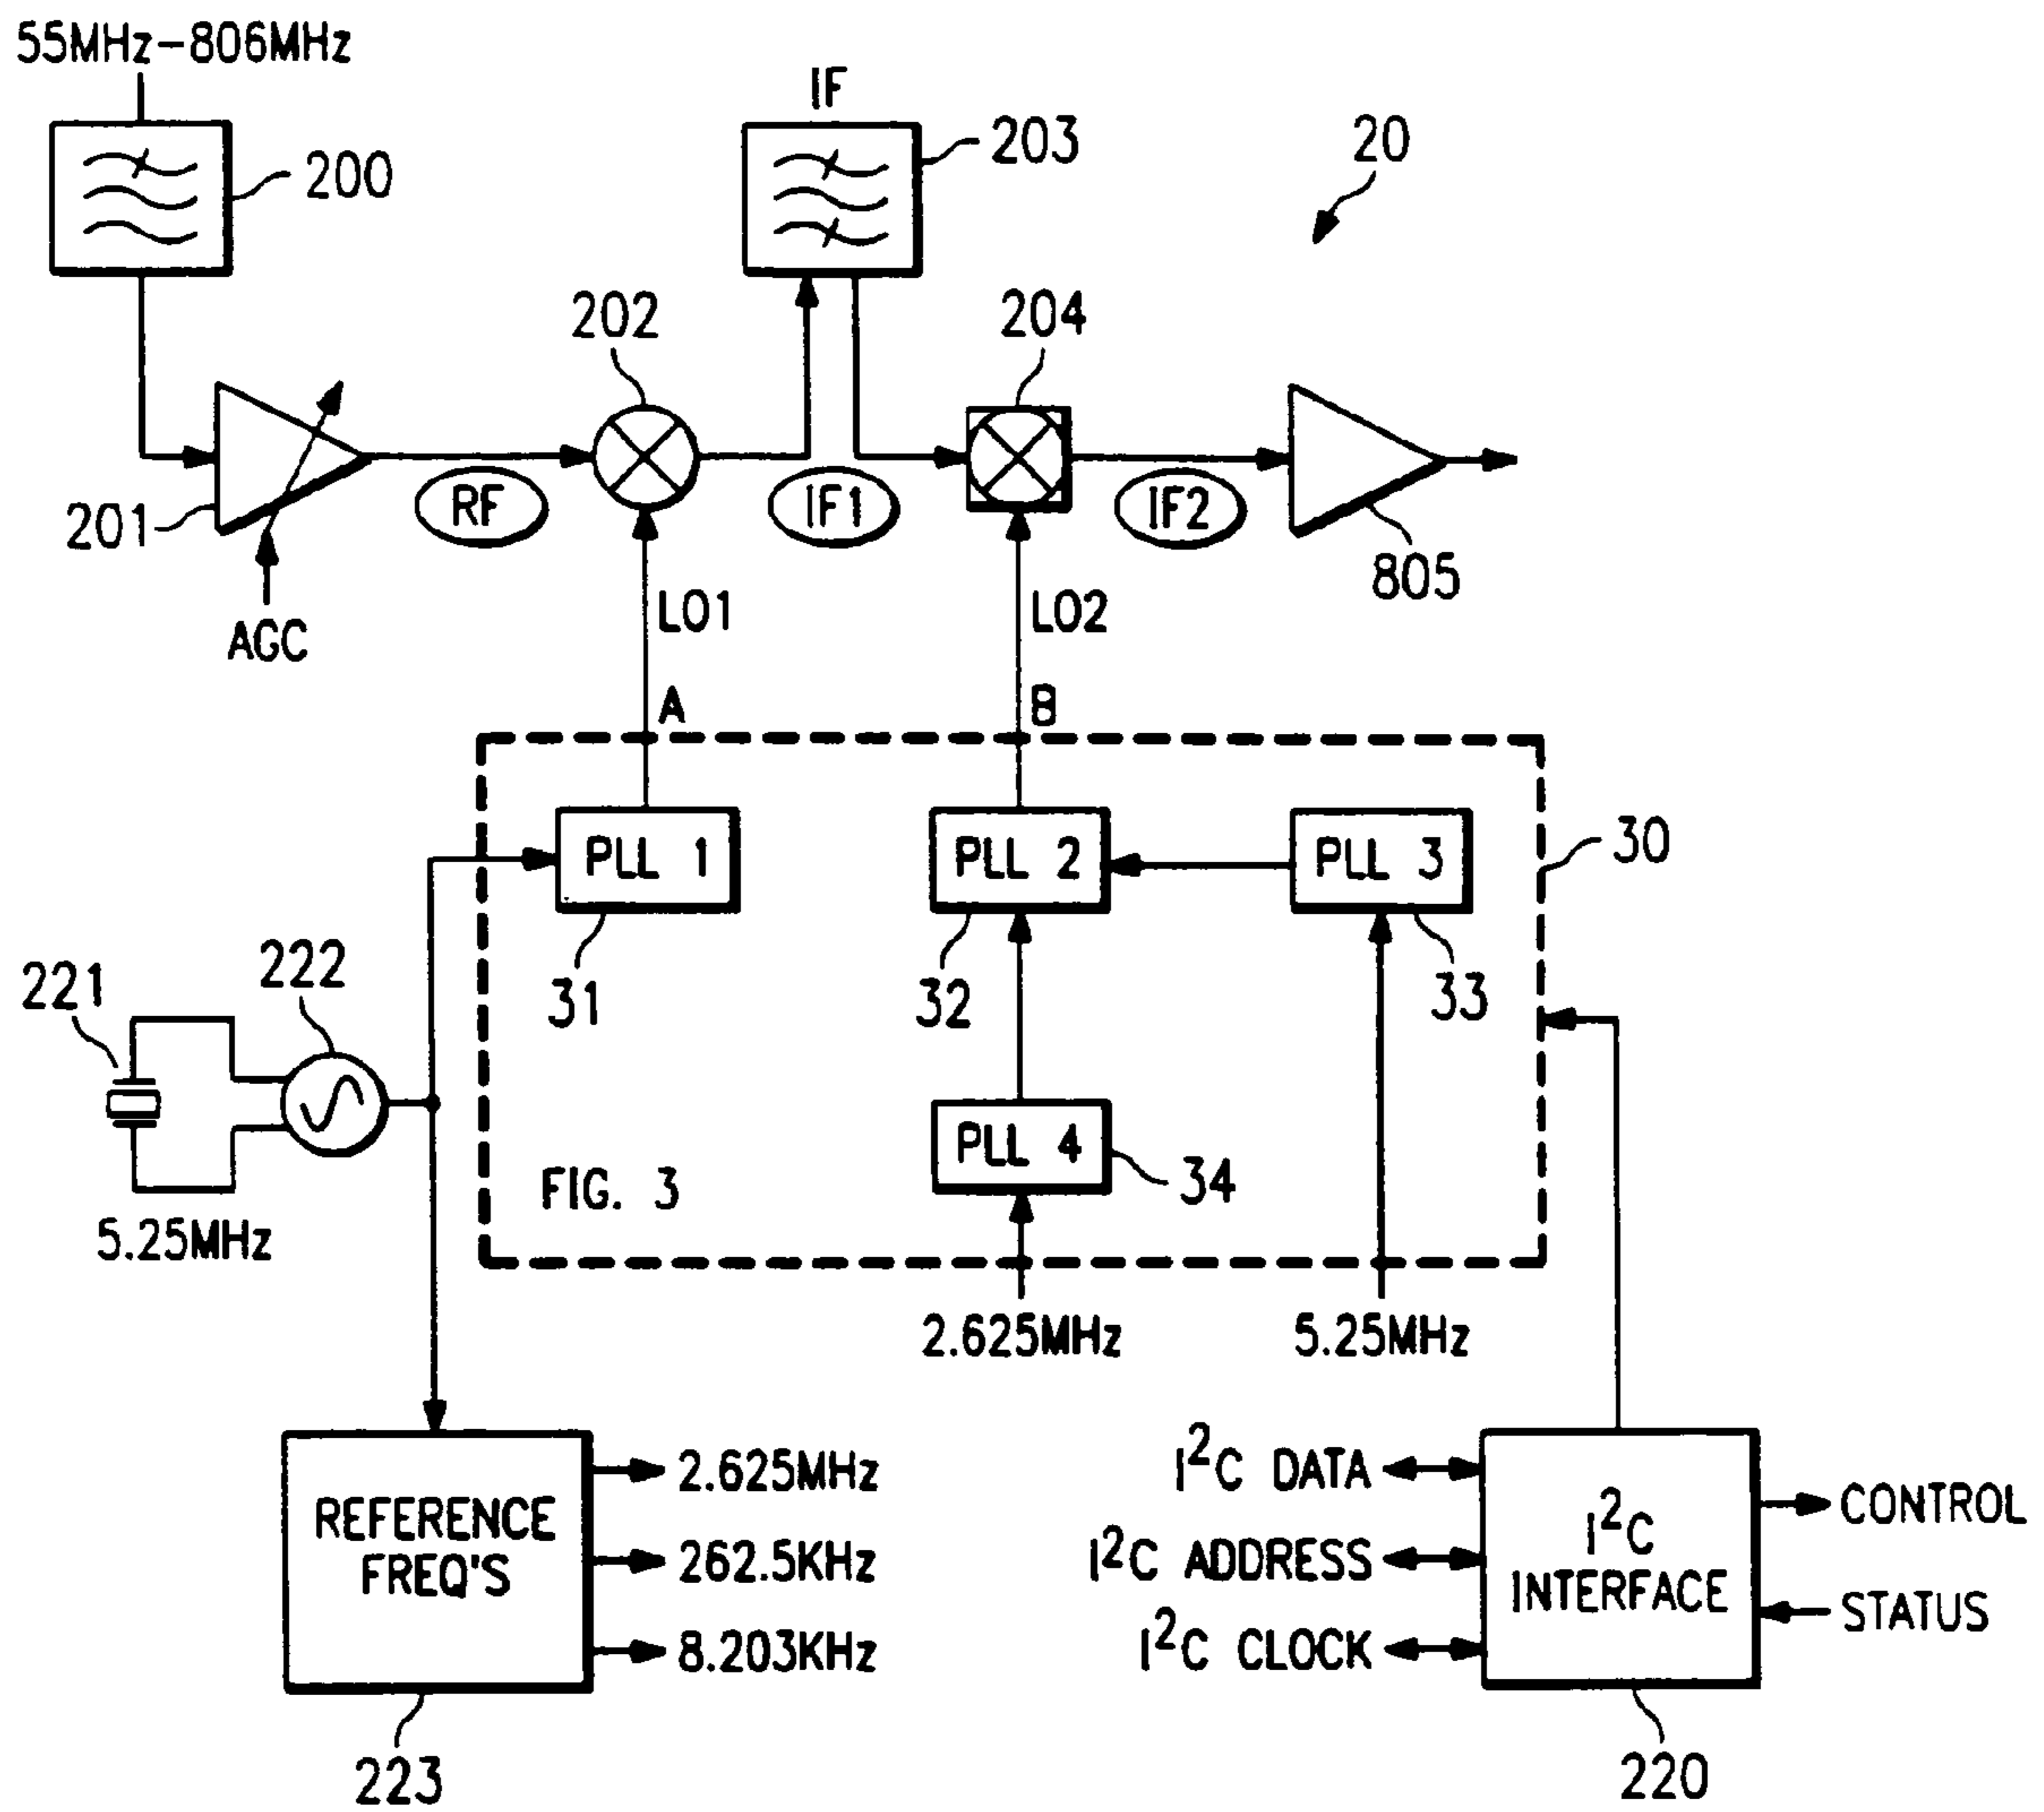 55MHz-806MHz
IF
200
203
20
202
204
201
RF
IF1
IF2
805
AGC
LO1
LO2
A
B
PLL 1
PLL 2
PLL 3
30
31
32
33
221
222
PLL 4
34
FIG. 3
5.25MHz
2.625MHz
5.25MHz
REFERENCE
FREQ'S
2.625MHz
262.5KHz
8.203KHz
223
I²C DATA
I²C ADDRESS
I²C CLOCK
I²C
INTERFACE
CONTROL
STATUS
220